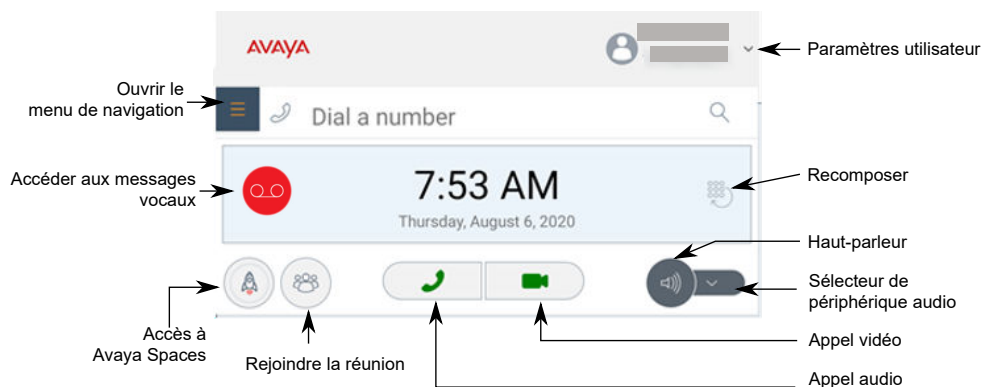 AVAYA
Paramètres utilisateur
Ouvrir le
menu de navigation
Dial a number
Accéder aux messages
vocaux
7:53 AM
Thursday, August 6, 2020
Recomposer
Haut-parleur
Sélecteur de
périphérique audio
Accès à
Avaya Spaces
Rejoindre la réunion
Appel vidéo
Appel audio